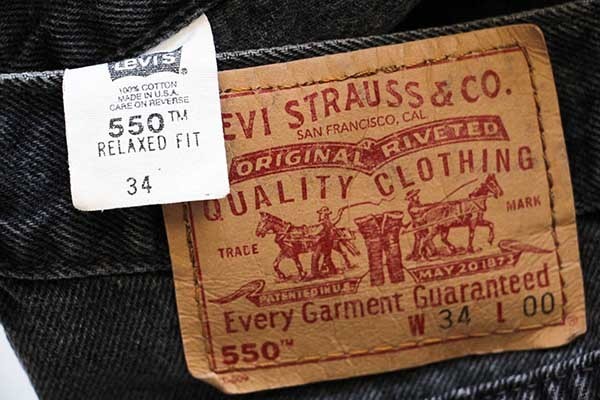 LEVI'S
100% COTTON
MADE IN U.S.A.
CARE ON REVERSE
550™
RELAXED FIT
34
EVI STRAUSS & CO.
SAN FRANCISCO, CAL
ORIGINAL RIVETED
QUALITY CLOTHING
TRADE MARK
PATENTED IN U.S.
MAY 20 1873
Every Garment Guaranteed
W 34 L 00
550™